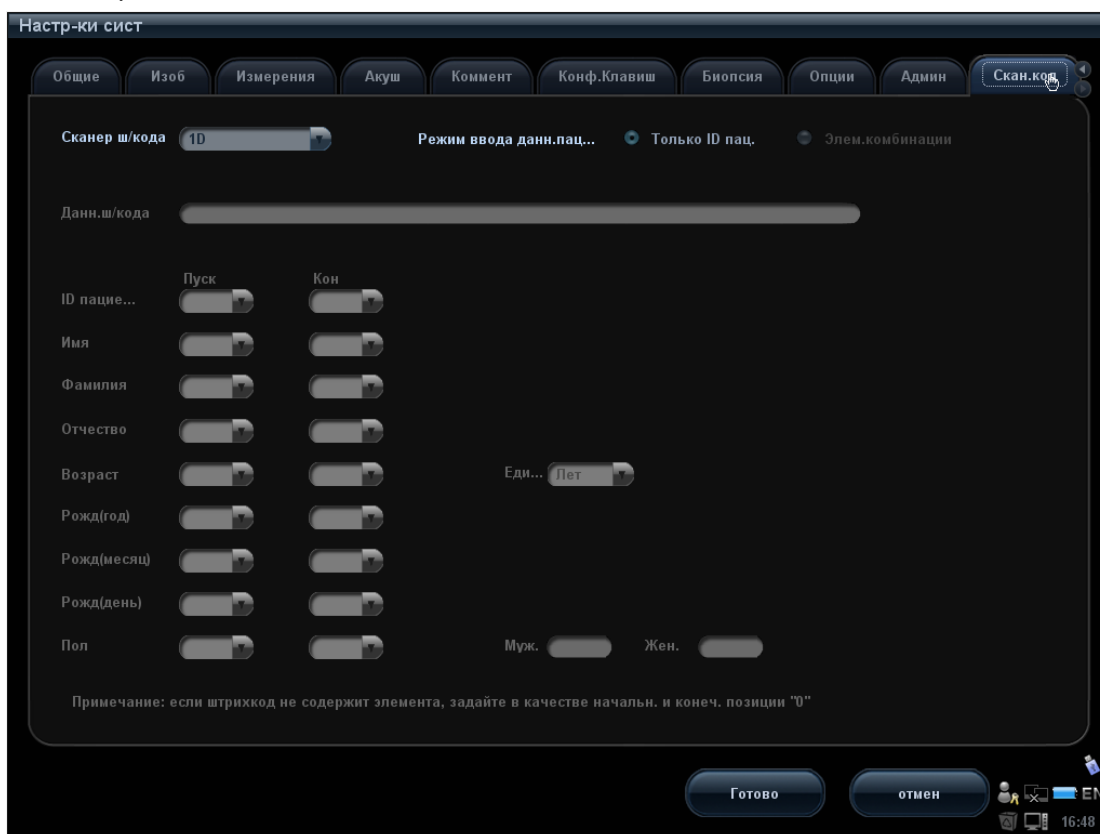 Настр-ки сист
Общие Изоб Измерения Акуш Коммент Конф.Клавиш Биопсия Опции Админ Скан.код
Сканер ш/кода 1D Режим ввода данн.пац... Только ID пац. Элем.комбинации
Данн.ш/кода
Пуск Кон
ID пацие...
Имя
Фамилия
Отчество
Возраст Еди... Лет
Рожд(год)
Рожд(месяц)
Рожд(день)
Пол Муж. Жен.
Примечание: если штрихкод не содержит элемента, задайте в качестве начальн. и конеч. позиции "0"
Готово отмен EN
16:48